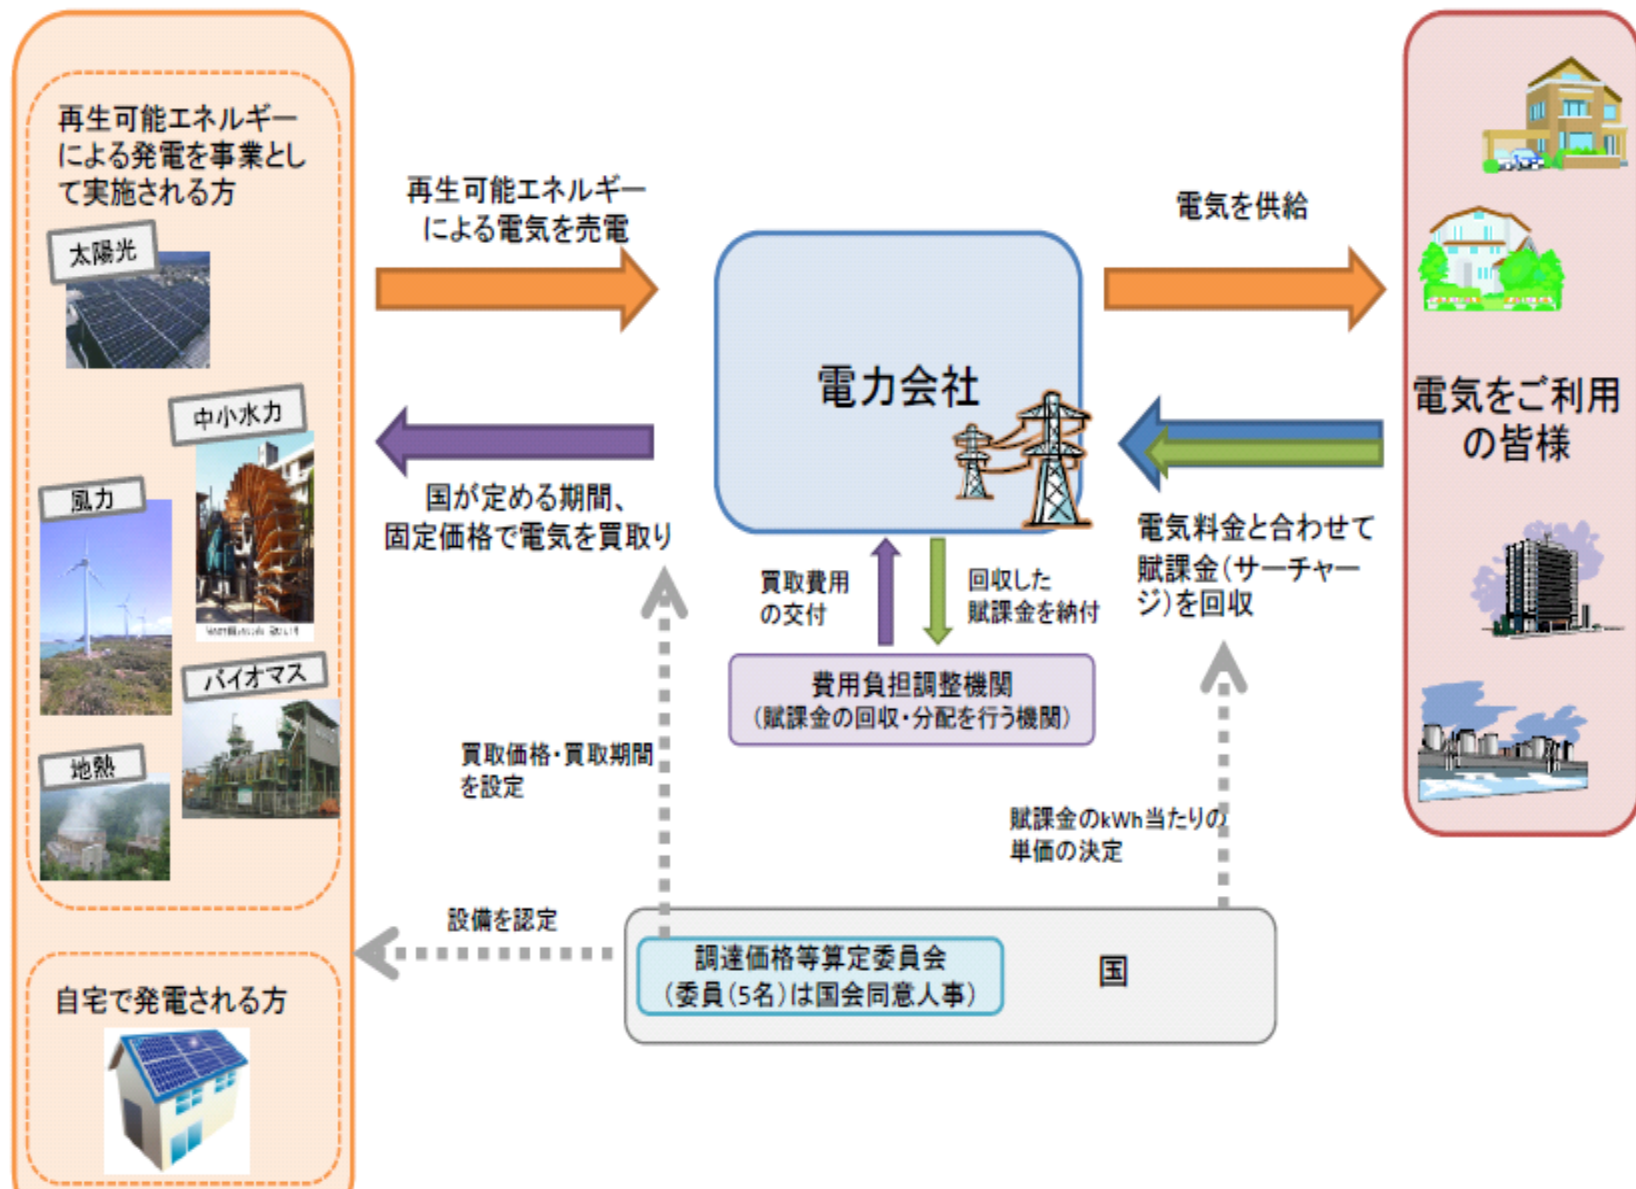 再生可能エネルギー
による発電を事業とし
て実施される方
太陽光
中小水力
風力
バイオマス
地熱
自宅で発電される方
再生可能エネルギー
による電気を売電
国が定める期間、
固定価格で電気を買取り
電力会社
電気を供給
電気をご利用
の皆様
電気料金と合わせて
賦課金(サーチャー
ジ)を回収
買取費用
の交付
回収した
賦課金を納付
費用負担調整機関
(賦課金の回収・分配を行う機関)
買取価格・買取期間
を設定
賦課金のkWh当たりの
単価の決定
設備を認定
調達価格等算定委員会
(委員(5名)は国会同意人事)
国